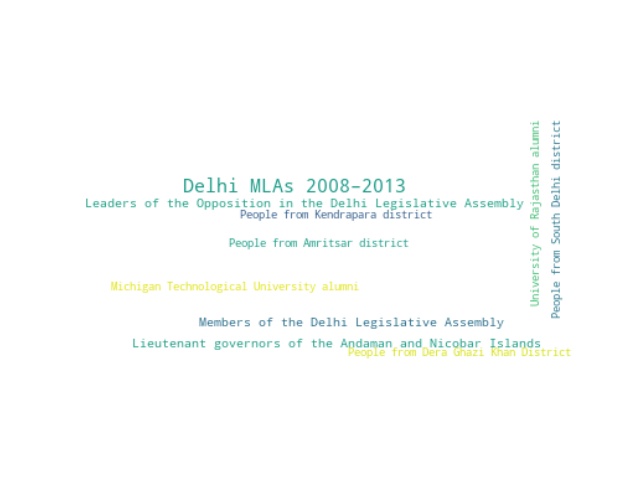 Delhi MLAs 2008–2013
Leaders of the Opposition in the Delhi Legislative Assembly
People from Kendrapara district
People from Amritsar district
Michigan Technological University alumni
Members of the Delhi Legislative Assembly
Lieutenant governors of the Andaman and Nicobar Islands
People from Dera Ghazi Khan District
University of Rajasthan alumni
People from South Delhi district